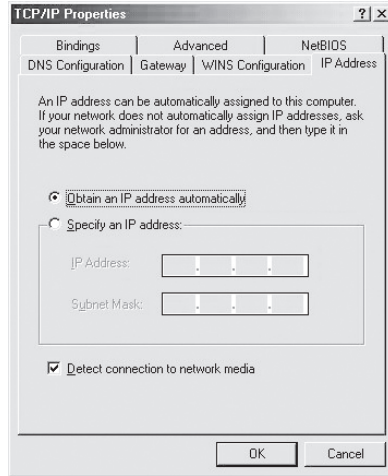 TCP/IP Properties
? ×
Bindings Advanced NetBIOS
DNS Configuration Gateway WINS Configuration IP Address
An IP address can be automatically assigned to this computer.
If your network does not automatically assign IP addresses, ask
your network administrator for an address, and then type it in
the space below.
Obtain an IP address automatically
Specify an IP address:
IP Address:
Subnet Mask:
Detect connection to network media
OK Cancel